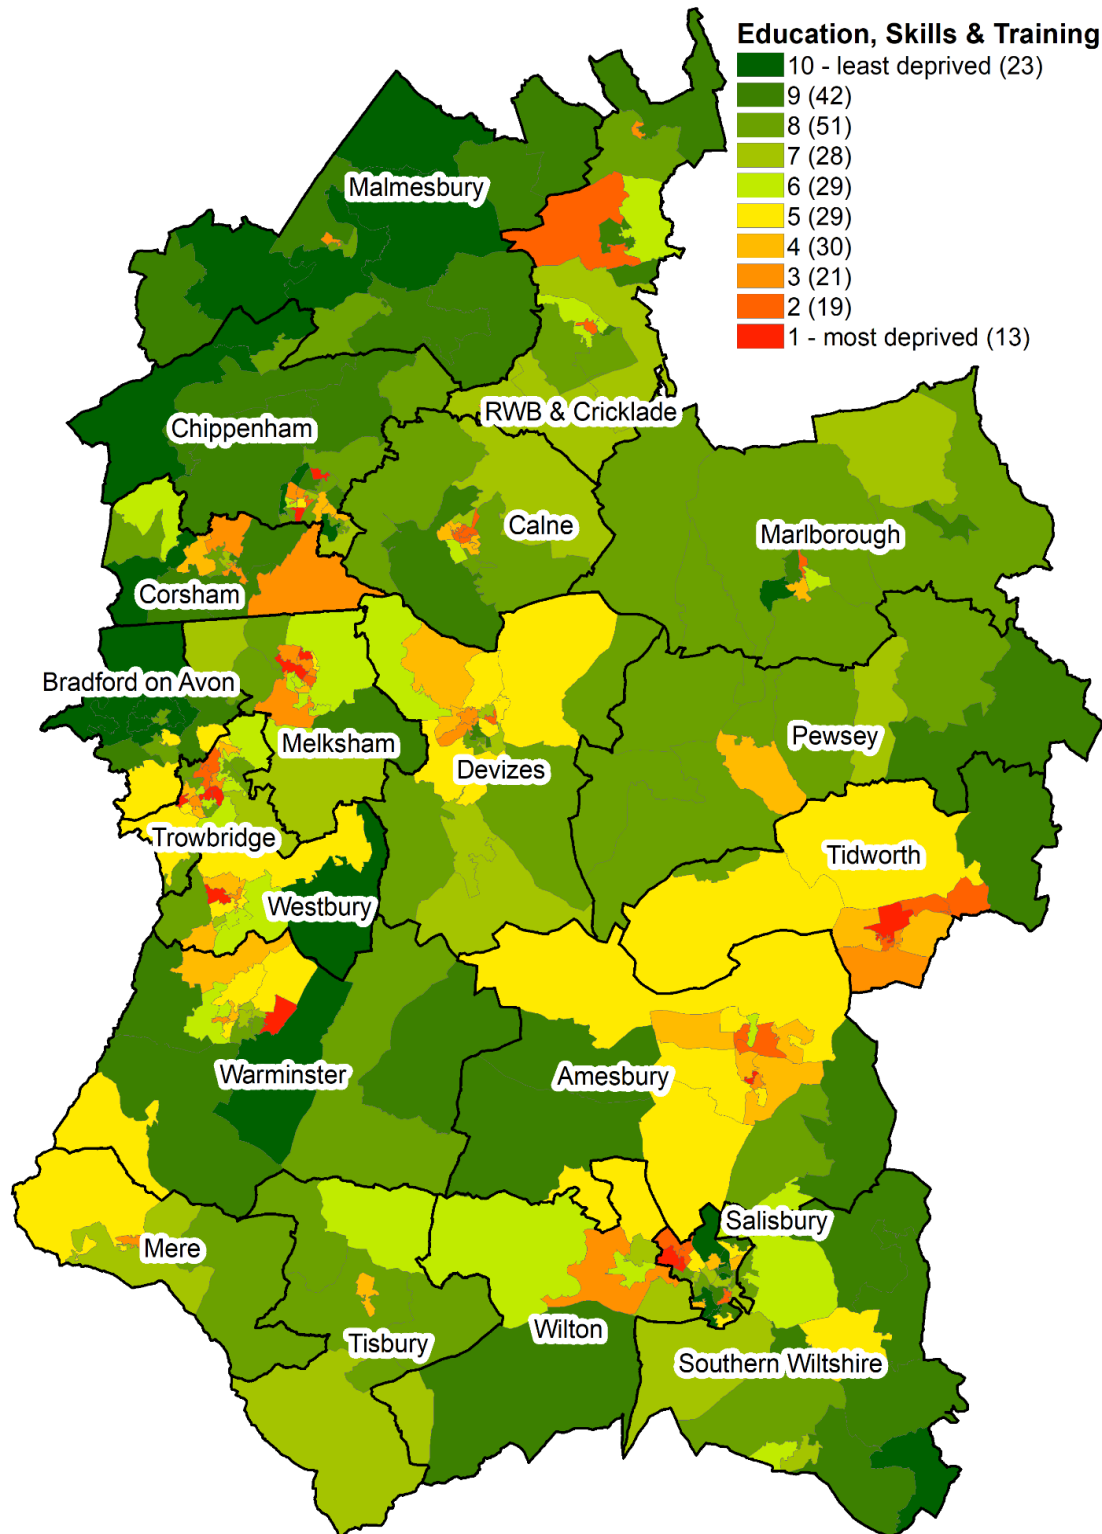 Education, Skills & Training
10 - least deprived (23)
9 (42)
8 (51)
7 (28)
6 (29)
5 (29)
4 (30)
3 (21)
2 (19)
1 - most deprived (13)
Malmesbury
RWB & Cricklade
Chippenham
Calne
Marlborough
Corsham
Bradford on Avon
Melksham
Pewsey
Devizes
Trowbridge
Tidworth
Westbury
Warminster
Amesbury
Salisbury
Mere
Wilton
Tisbury
Southern Wiltshire